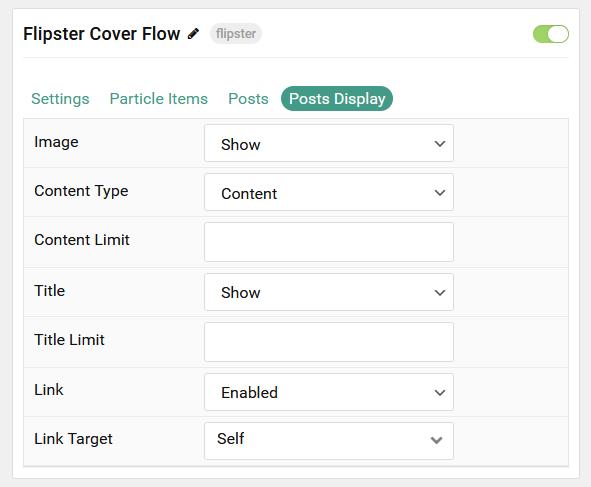 Flipster Cover Flow flipster
Settings Particle Items Posts Posts Display
Image Show
Content Type Content
Content Limit
Title Show
Title Limit
Link Enabled
Link Target Self